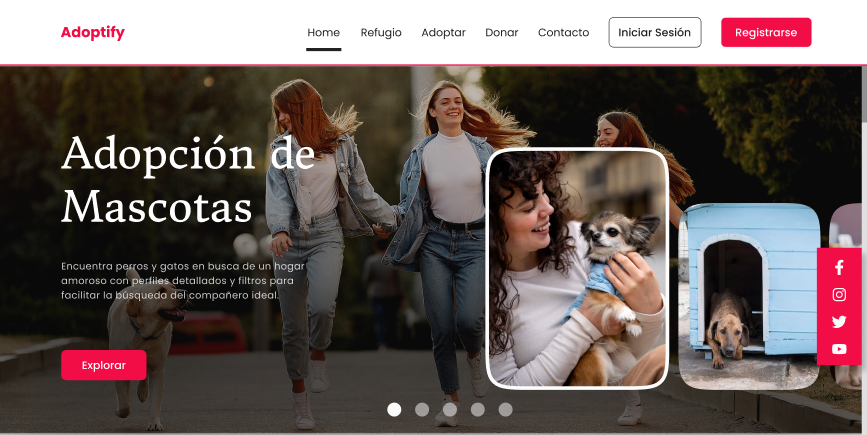 Adoptify
Home Refugio Adoptar Donar Contacto Iniciar Sesión Registrarse
Adopción de
Mascotas
Encuentra perros y gatos en busca de un hogar
amoroso con perfiles detallados y filtros para
facilitar la búsqueda del compañero ideal.
Explorar